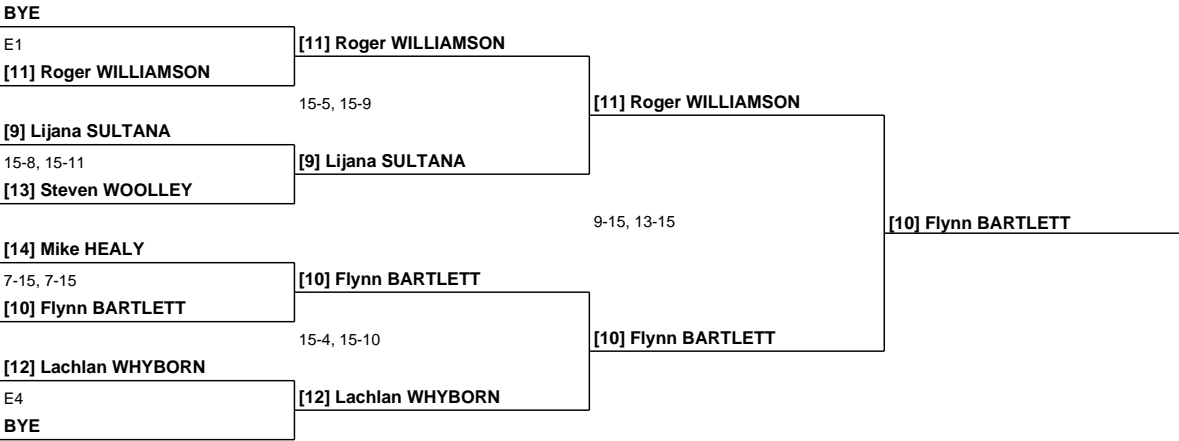 BYE
E1
[11] Roger WILLIAMSON
[11] Roger WILLIAMSON
15-5, 15-9
[11] Roger WILLIAMSON
[9] Lijana SULTANA
15-8, 15-11
[9] Lijana SULTANA
[13] Steven WOOLLEY
9-15, 13-15
[10] Flynn BARTLETT
[14] Mike HEALY
7-15, 7-15
[10] Flynn BARTLETT
[10] Flynn BARTLETT
15-4, 15-10
[10] Flynn BARTLETT
[12] Lachlan WHYBORN
E4
[12] Lachlan WHYBORN
BYE